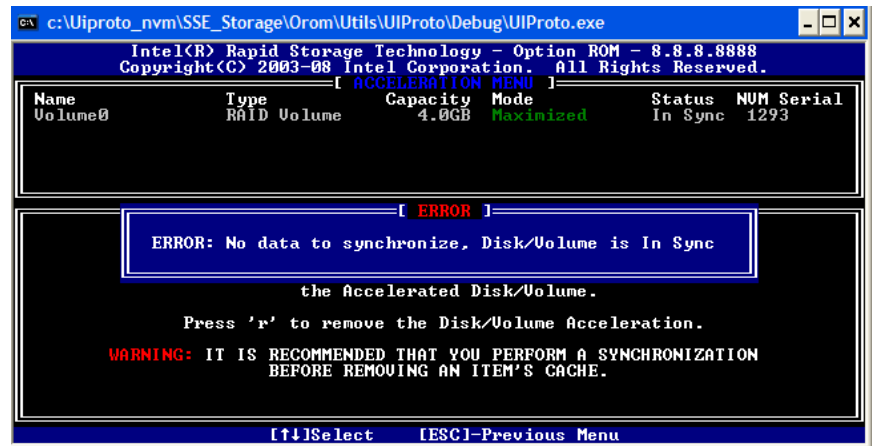 c:\Uiproto_nvm\SSE_Storage\Orom\Utils\UIProto\Debug\UIProto.exe
Intel(R) Rapid Storage Technology - Option ROM - 8.8.8.8888
Copyright(C) 2003-08 Intel Corporation. All Rights Reserved.
[ ACCELERATION MENU ]
Name Type Capacity Mode Status NVM Serial
Volume0 RAID Volume 4.0GB Maximized In Sync 1293
[ ERROR ]
ERROR: No data to synchronize, Disk/Volume is In Sync
the Accelerated Disk/Volume.
Press 'r' to remove the Disk/Volume Acceleration.
WARNING: IT IS RECOMMENDED THAT YOU PERFORM A SYNCHRONIZATION
BEFORE REMOVING AN ITEM'S CACHE.
[↑↓]Select [ESC]-Previous Menu